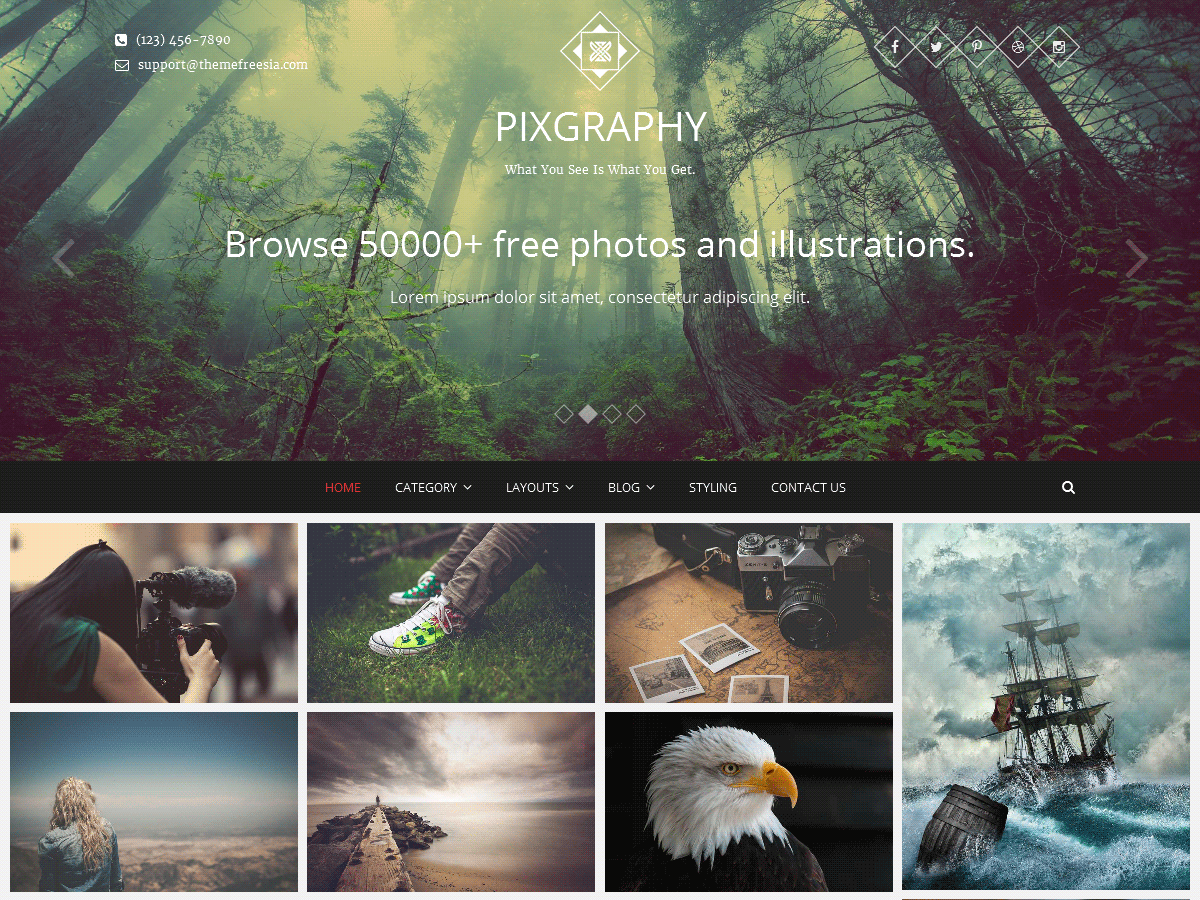 (123) 456-7890
support@themefreesia.com
PIXGRAPHY
What You See Is What You Get.
Browse 50000+ free photos and illustrations.
Lorem ipsum dolor sit amet, consectetur adipiscing elit.
HOME CATEGORY LAYOUTS BLOG STYLING CONTACT US